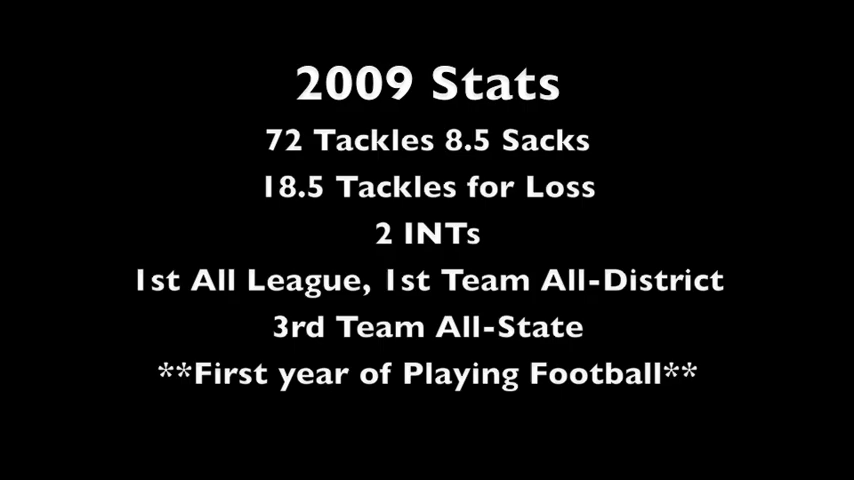 2009 Stats
72 Tackles 8.5 Sacks
18.5 Tackles for Loss
2 INTs
1st All League, 1st Team All-District
3rd Team All-State
**First year of Playing Football**